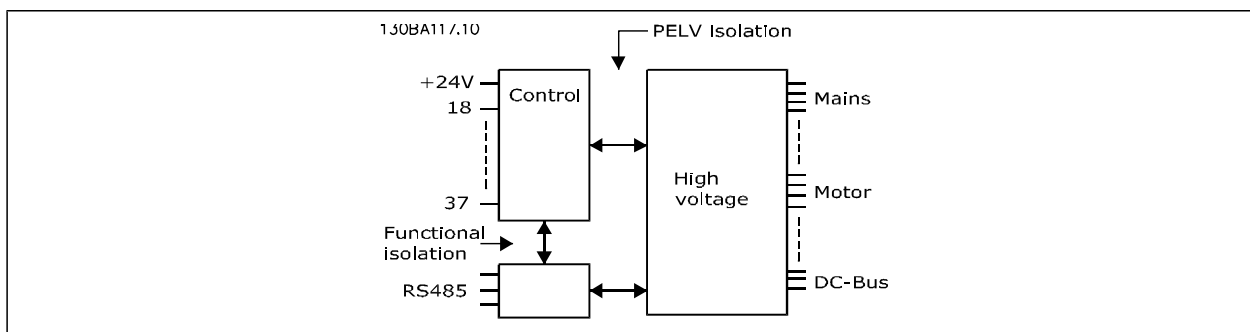 130BA117.10
PELV Isolation
+24V
Control
18
Mains
High
voltage
37
Motor
Functional
isolation
RS485
DC-Bus